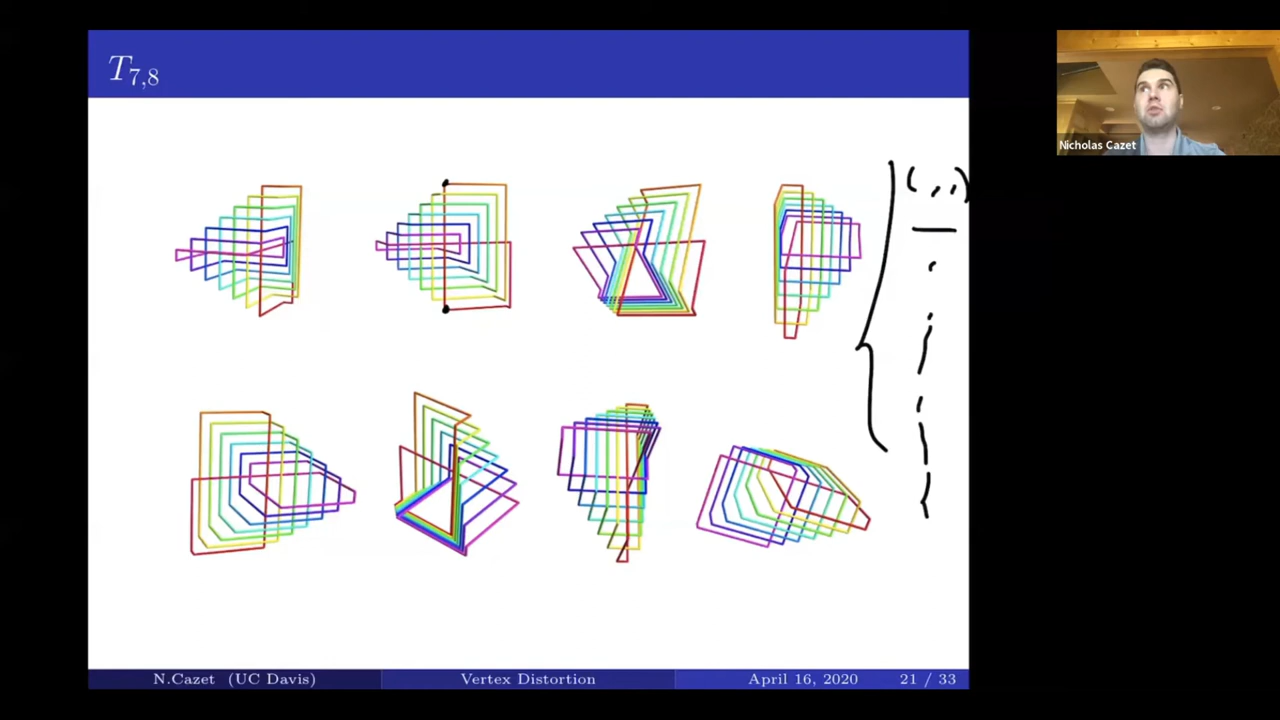 T7,8
Nicholas Cazet
( , , )
N.Cazet (UC Davis) Vertex Distortion April 16, 2020 21 / 33